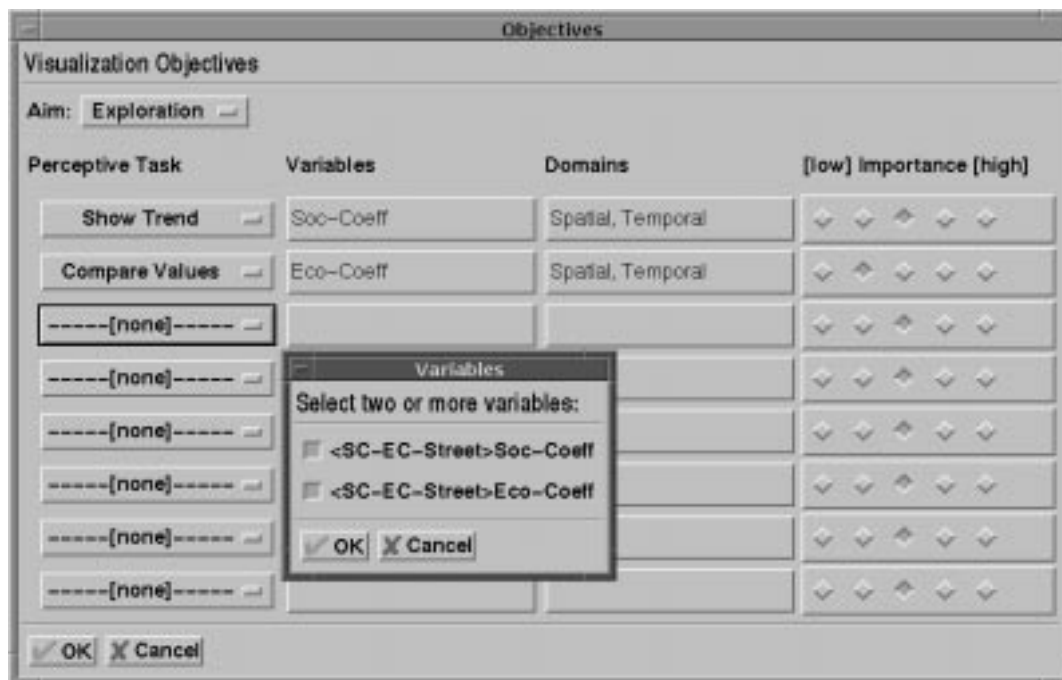 Objectives
Visualization Objectives
Aim: Exploration
Perceptive Task Variables Domains [low] Importance [high]
Show Trend Soc-Coeff Spatial, Temporal
Compare Values Eco-Coeff Spatial, Temporal
-----[none]-----
-----[none]-----
-----[none]-----
-----[none]-----
-----[none]-----
-----[none]-----
Variables
Select two or more variables:
<SC-EC-Street>Soc-Coeff
<SC-EC-Street>Eco-Coeff
OK Cancel
OK Cancel